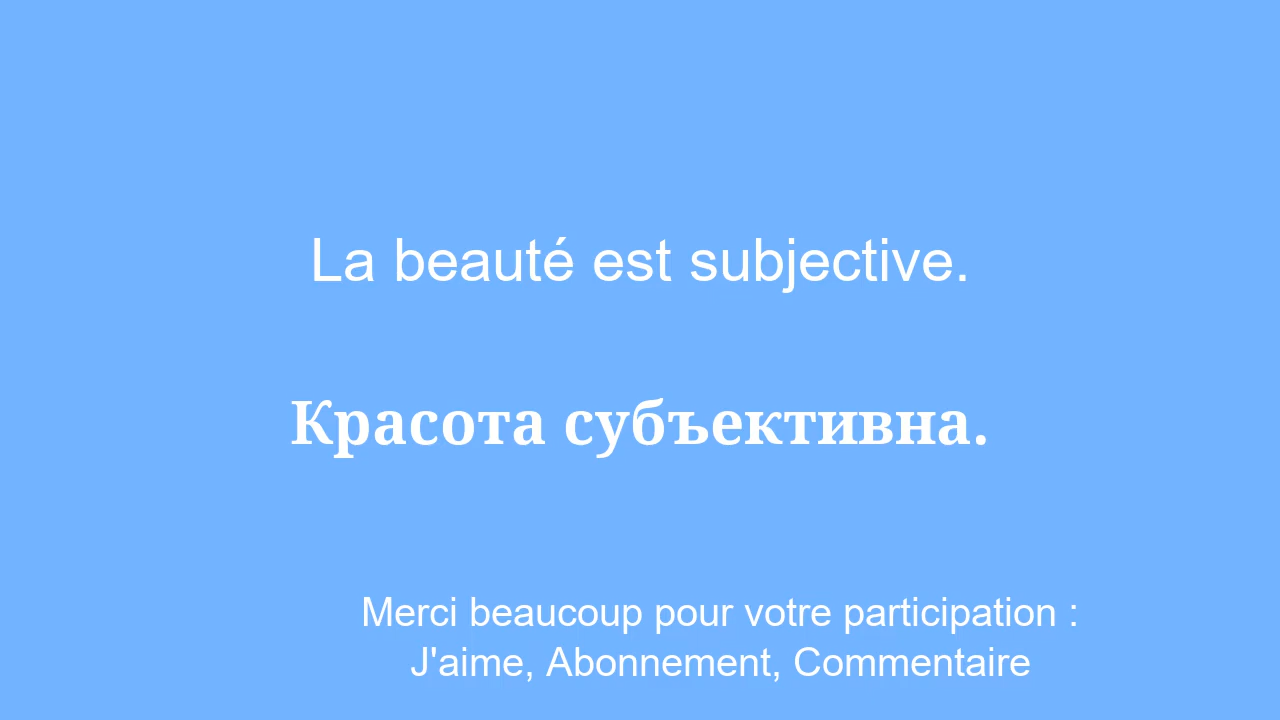 La beauté est subjective.
Красота субъективна.
Merci beaucoup pour votre participation :
J'aime, Abonnement, Commentaire